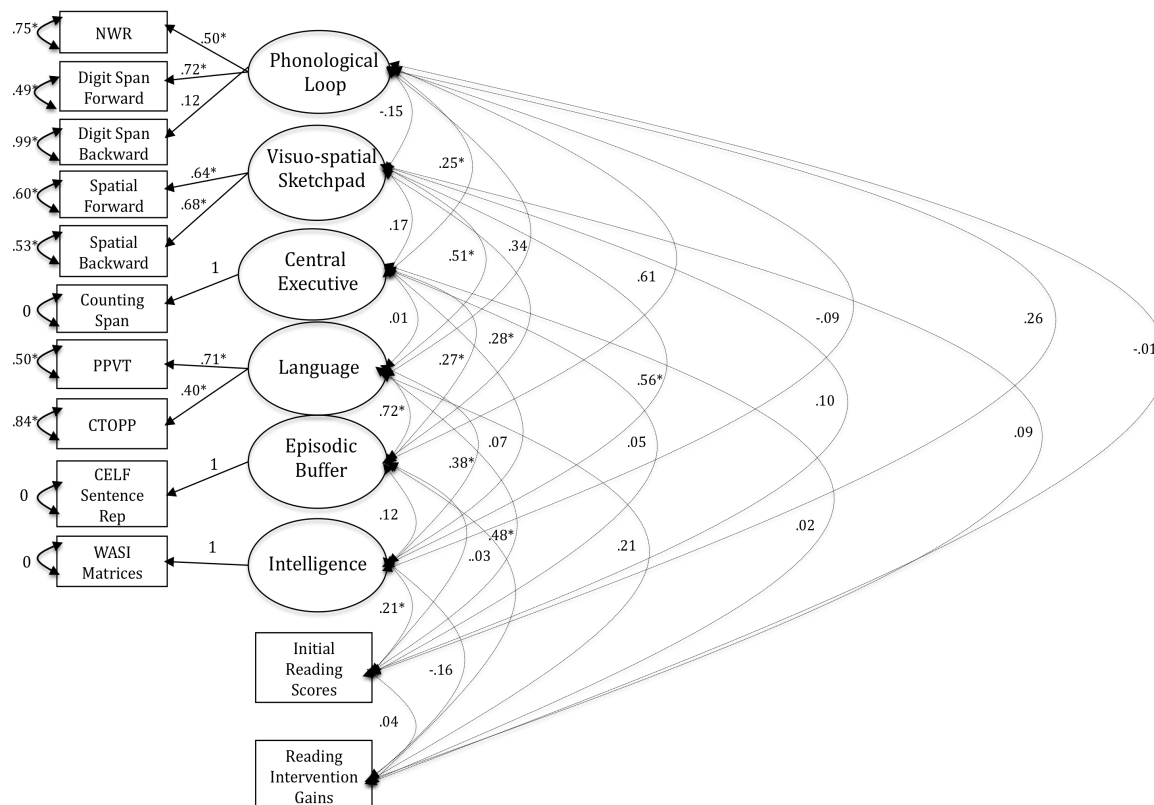 .75*
NWR
.50*
Phonological
Loop
.49*
Digit Span
Forward
.72*
.12
.99*
Digit Span
Backward
-.15
.25*
Visuo-spatial
Sketchpad
.60*
Spatial
Forward
.64*
.68*
.53*
Spatial
Backward
.17
.51*
.34
.61
Central
Executive
1
0
Counting
Span
.01
.28*
-.09
.26
-.01
.50*
PPVT
.71*
.40*
Language
.27*
.56*
.10
.84*
CTOPP
.72*
.07
.05
.09
Episodic
Buffer
1
0
CELF
Sentence
Rep
.38*
.12
.48*
..03
.21
.02
Intelligence
1
0
WASI
Matrices
.21*
Initial
Reading
Scores
-.16
.04
Reading
Intervention
Gains